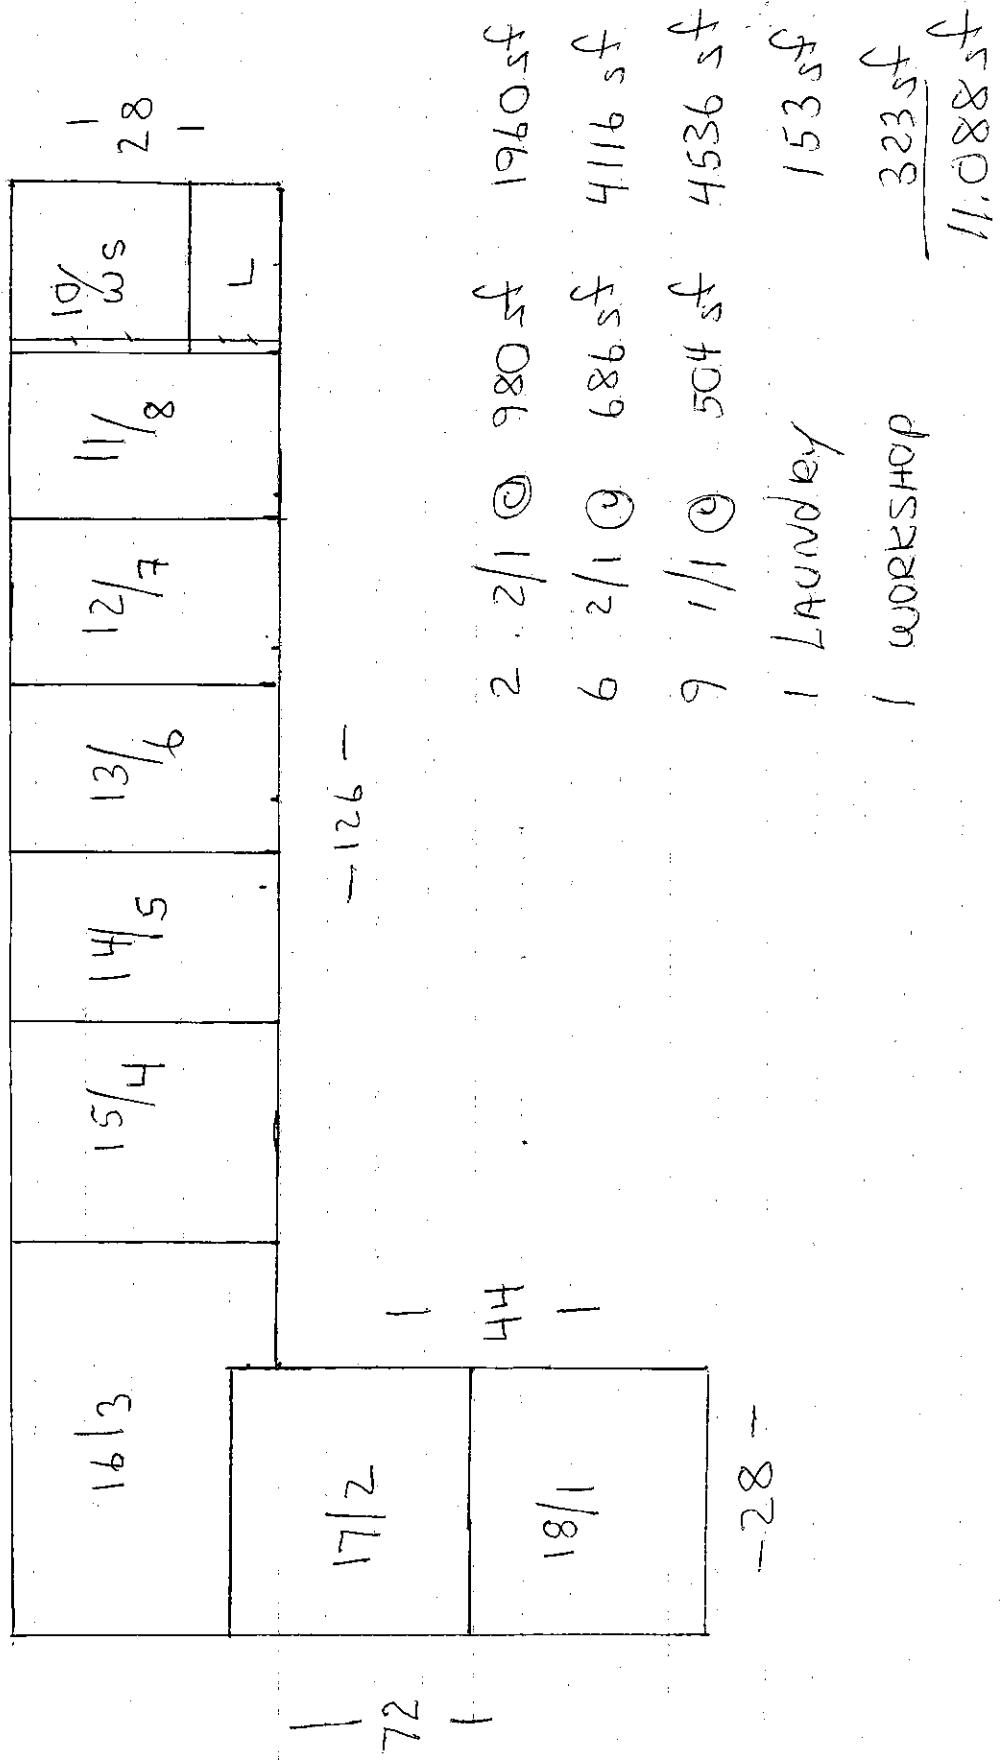 16/3
15/4
14/5
13/6
12/7
11/8
10/WS
L
28
17/2
18/1
72
44
-28-
-126-
2 2/1 @ 980 sf 1960 sf
6 2/1 @ 686 sf 4116 sf
9 1/1 @ 504 sf 4536 sf
1 LAUNDRY 153 sf
1 WORKSHOP 323 sf
11.088 sf